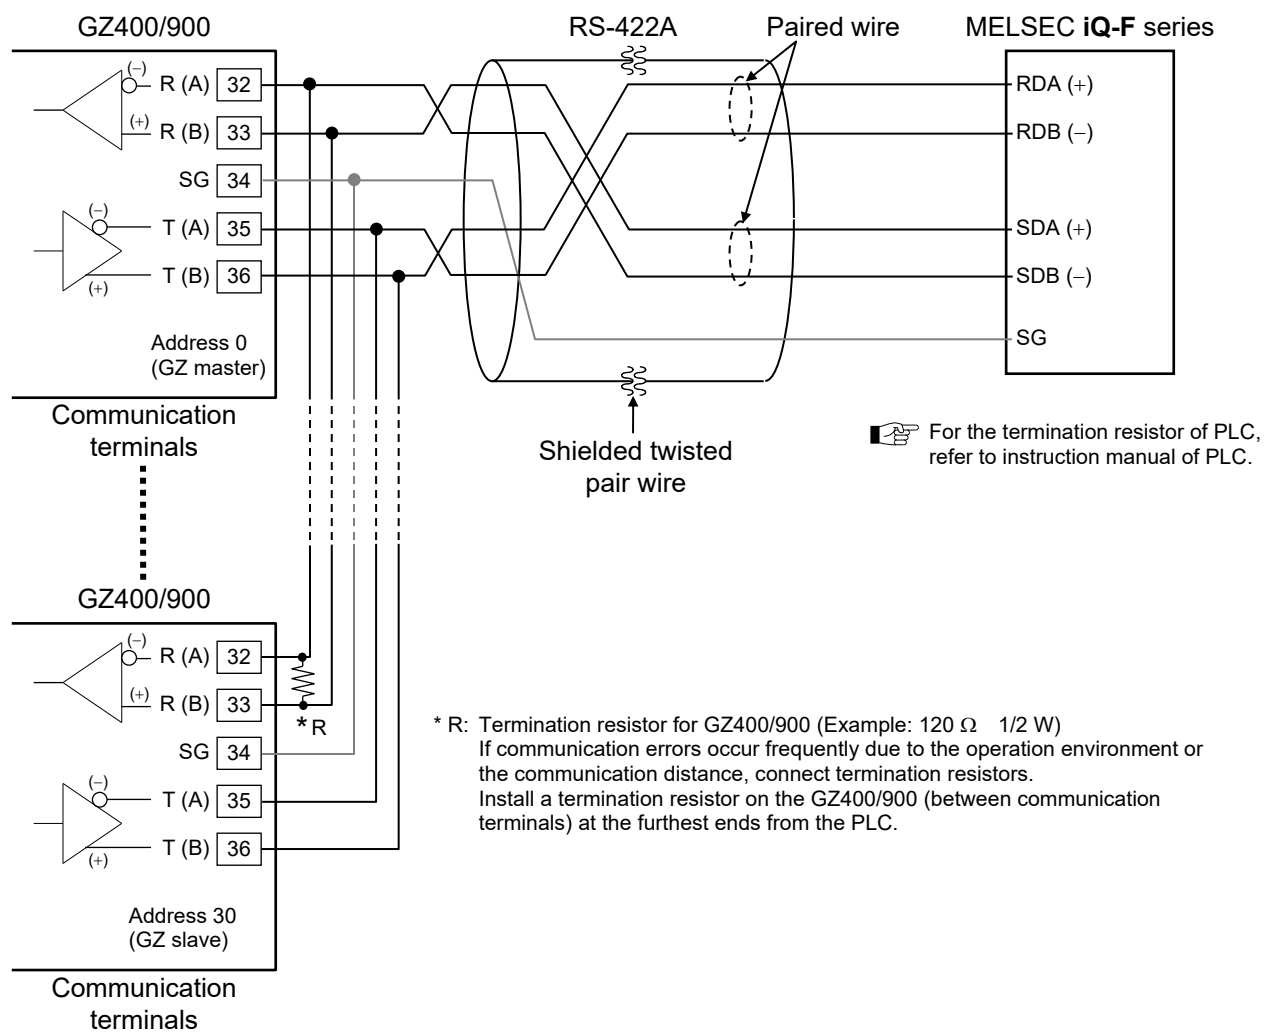 GZ400/900
RS-422A
Paired wire
MELSEC iQ-F series
(−)
R (A) 32
(+)
R (B) 33
SG 34
(−)
T (A) 35
T (B) 36
(+)
Address 0
(GZ master)
Communication
terminals
RDA (+)
RDB (−)
SDA (+)
SDB (−)
SG
Shielded twisted
pair wire
For the termination resistor of PLC,
refer to instruction manual of PLC.
GZ400/900
(−)
R (A) 32
(+)
R (B) 33
* R
SG 34
(−)
T (A) 35
T (B) 36
(+)
Address 30
(GZ slave)
Communication
terminals
* R: Termination resistor for GZ400/900 (Example: 120 Ω 1/2 W)
If communication errors occur frequently due to the operation environment or
the communication distance, connect termination resistors.
Install a termination resistor on the GZ400/900 (between communication
terminals) at the furthest ends from the PLC.